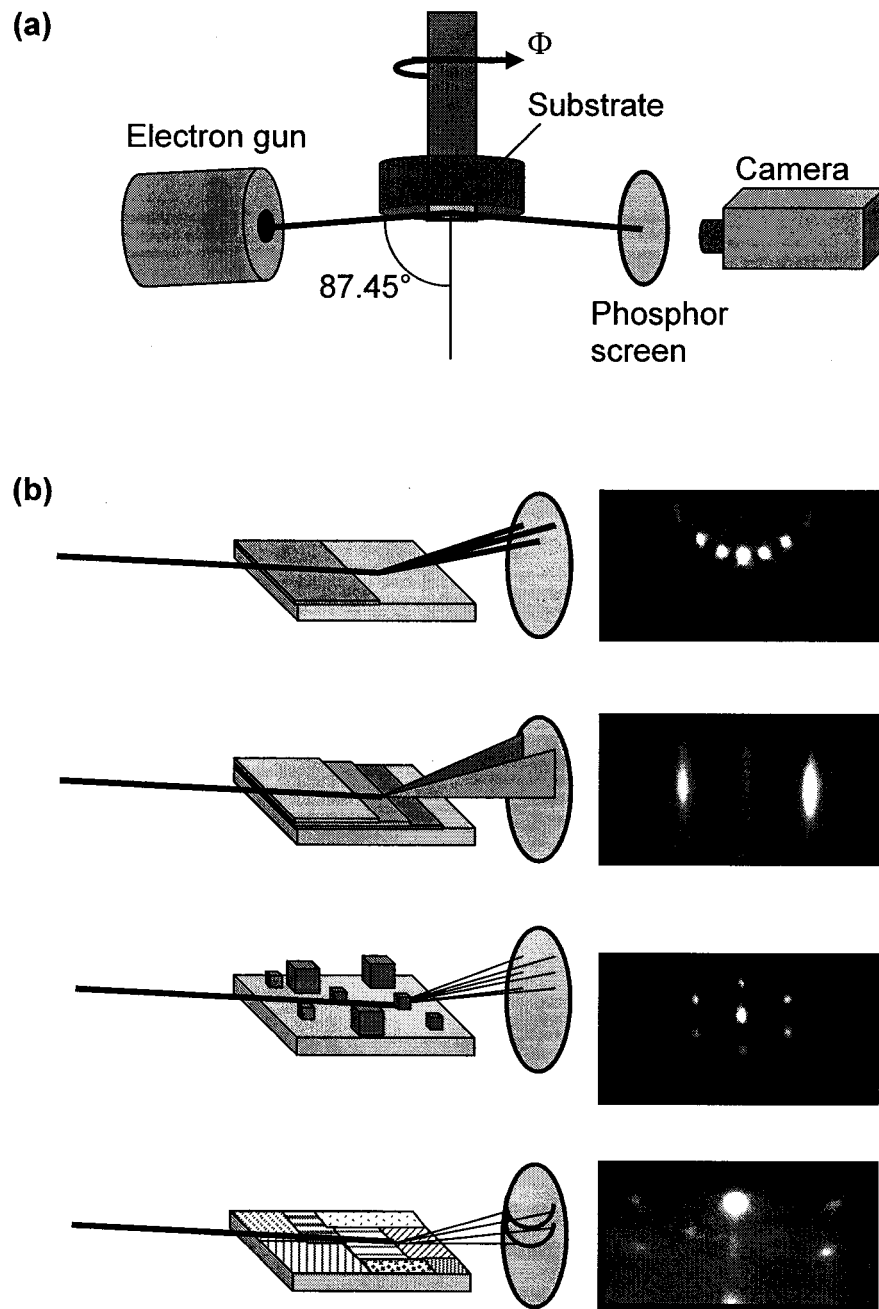 (a)
Φ
Substrate
Electron gun
Camera
87.45°
Phosphor
screen
(b)